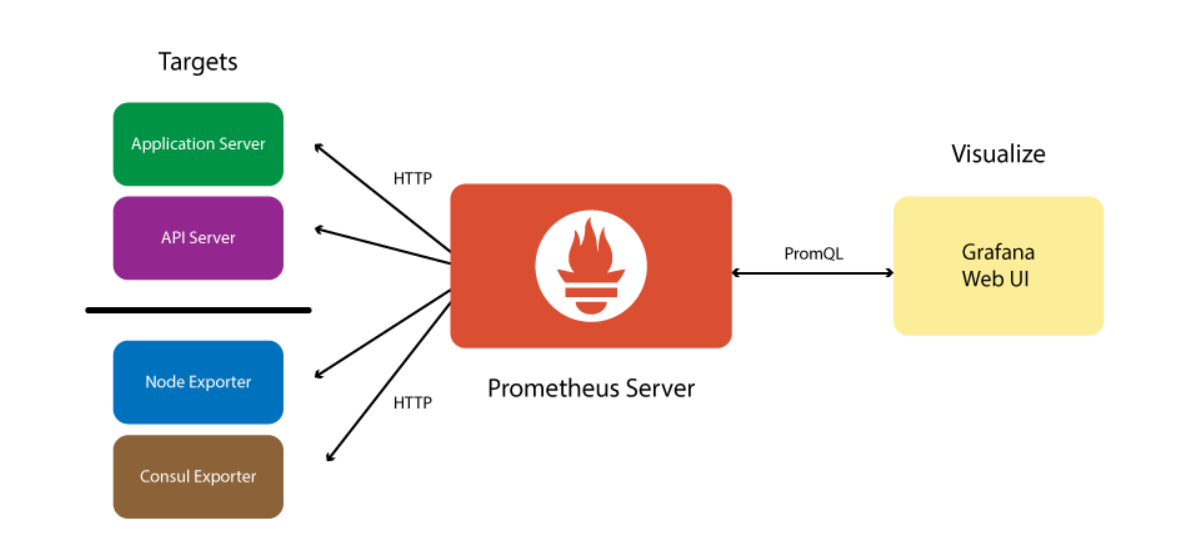 Targets
Application Server
API Server
Node Exporter
Consul Exporter
HTTP
HTTP
Prometheus Server
PromQL
Visualize
Grafana
Web UI